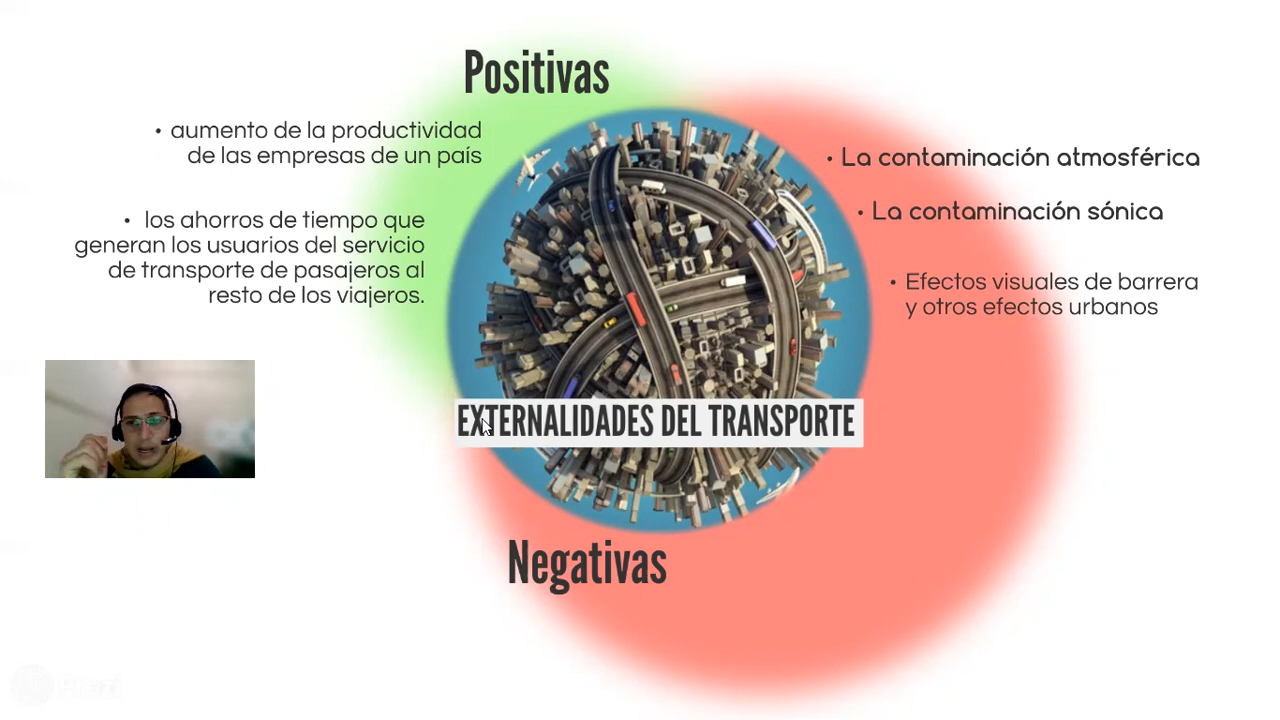 Positivas
• aumento de la productividad
de las empresas de un país
• los ahorros de tiempo que
generan los usuarios del servicio
de transporte de pasajeros al
resto de los viajeros.
• La contaminación atmosférica
• La contaminación sónica
• Efectos visuales de barrera
y otros efectos urbanos
EXTERNALIDADES DEL TRANSPORTE
Negativas
Prezi